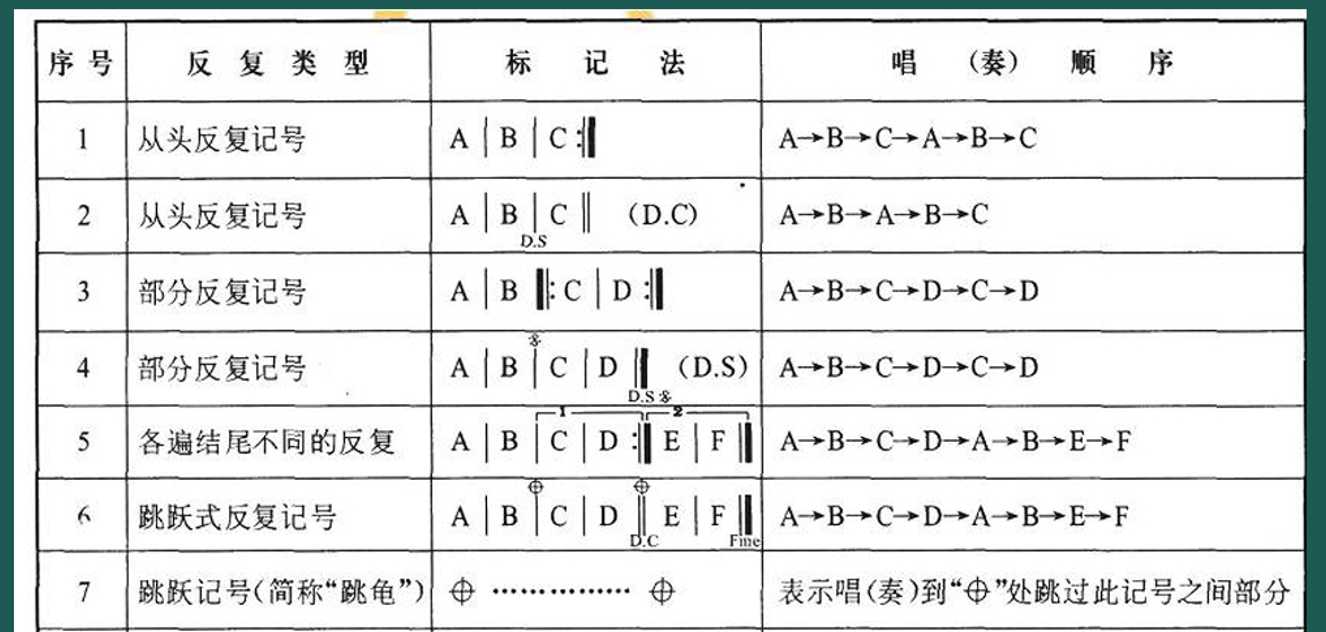 序号 反复类型 标记法 唱(奏)顺序
1 从头反复记号 A | B | C :‖ A→B→C→A→B→C
2 从头反复记号 A | B | C ‖ (D.C) A→B→A→B→C
D.S
3 部分反复记号 A | B ‖: C | D :‖ A→B→C→D→C→D
4 部分反复记号 A | B | C | D ‖ (D.S) A→B→C→D→C→D
D.S 𝄋
1 2
5 各遍结尾不同的反复 A | B | C | D :‖ E | F ‖ A→B→C→D→A→B→E→F
6 跳跃式反复记号 A | B | C | D ‖ E | F ‖ A→B→C→D→A→B→E→F
D.C Fine
7 跳跃记号(简称“跳龟”) ⊕ …………… ⊕ 表示唱(奏)到“⊕”处跳过此记号之间部分